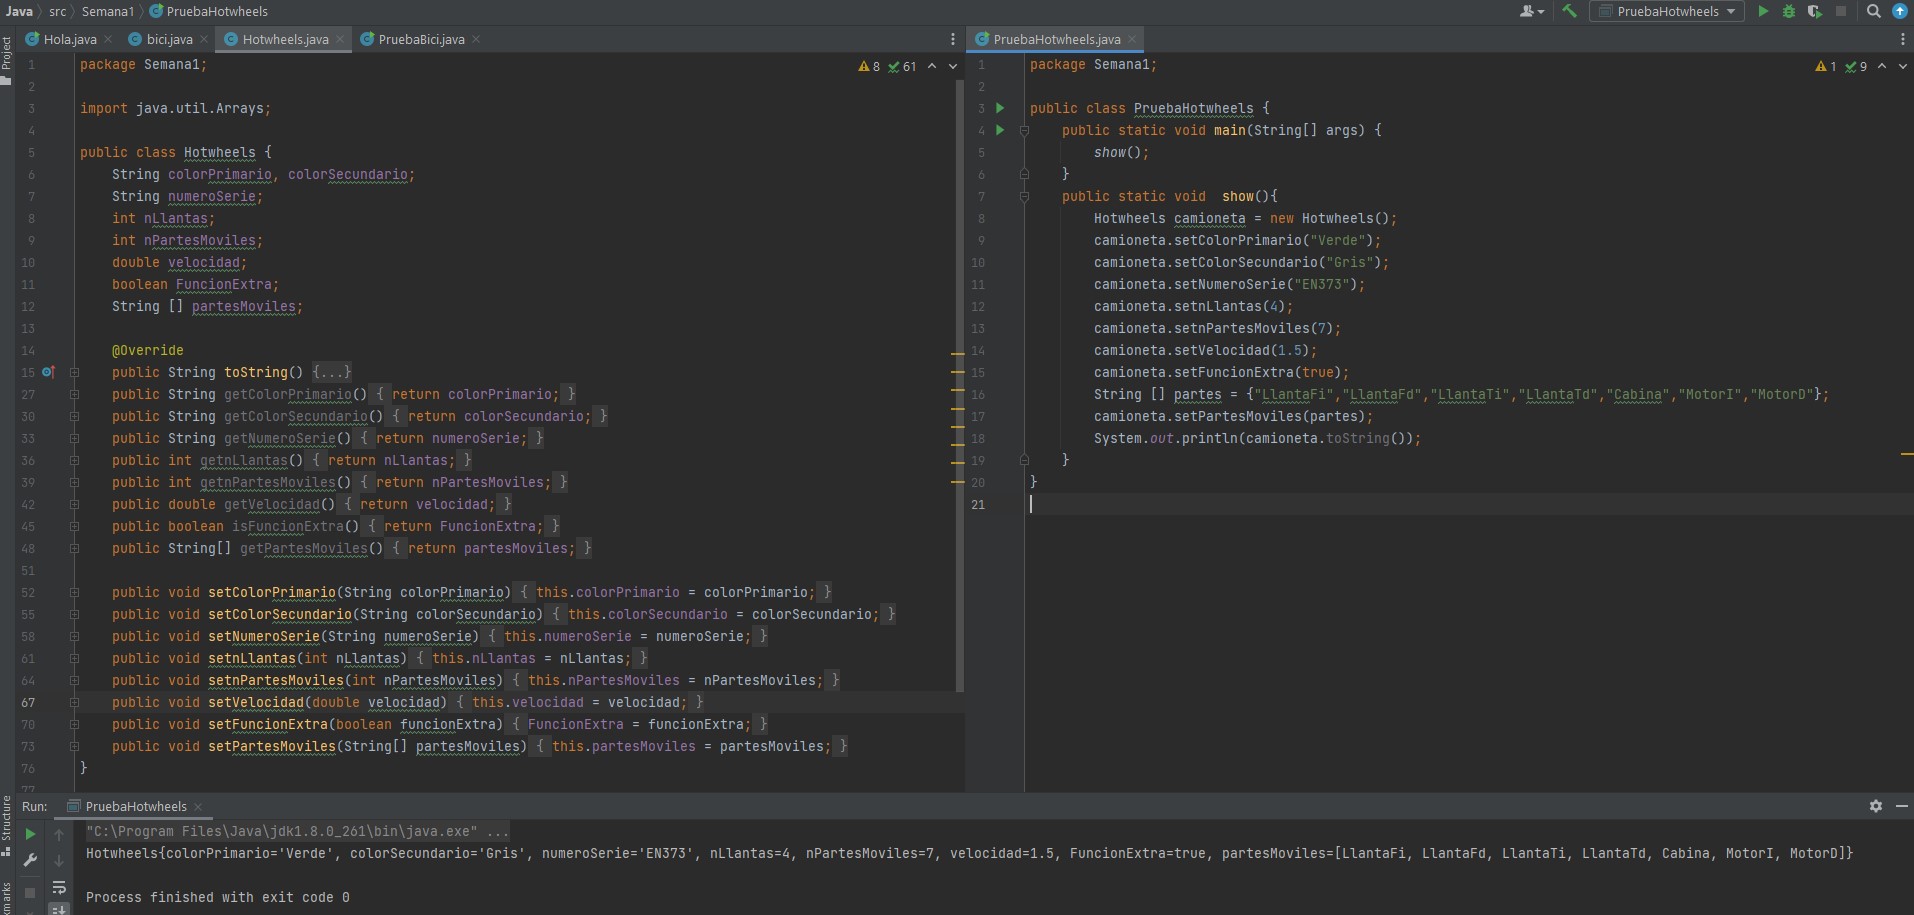 Java src Semana1 PruebaHotwheels
PruebaHotwheels
Hola.java bici.java Hotwheels.java PruebaBici.java
PruebaHotwheels.java
Project
8 61
1 package Semana1;
2
3 import java.util.Arrays;
4
5 public class Hotwheels {
6 String colorPrimario, colorSecundario;
7 String numeroSerie;
8 int nLlantas;
9 int nPartesMoviles;
10 double velocidad;
11 boolean FuncionExtra;
12 String [] partesMoviles;
13
14 @Override
15 public String toString() {...}
27 public String getColorPrimario() { return colorPrimario; }
30 public String getColorSecundario() { return colorSecundario; }
33 public String getNumeroSerie() { return numeroSerie; }
36 public int getnLlantas() { return nLlantas; }
39 public int getnPartesMoviles() { return nPartesMoviles; }
42 public double getVelocidad() { return velocidad; }
45 public boolean isFuncionExtra() { return FuncionExtra; }
48 public String[] getPartesMoviles() { return partesMoviles; }
51
52 public void setColorPrimario(String colorPrimario) { this.colorPrimario = colorPrimario; }
55 public void setColorSecundario(String colorSecundario) { this.colorSecundario = colorSecundario; }
58 public void setNumeroSerie(String numeroSerie) { this.numeroSerie = numeroSerie; }
61 public void setnLlantas(int nLlantas) { this.nLlantas = nLlantas; }
64 public void setnPartesMoviles(int nPartesMoviles) { this.nPartesMoviles = nPartesMoviles; }
67 public void setVelocidad(double velocidad) { this.velocidad = velocidad; }
70 public void setFuncionExtra(boolean funcionExtra) { FuncionExtra = funcionExtra; }
73 public void setPartesMoviles(String[] partesMoviles) { this.partesMoviles = partesMoviles; }
76 }
77
1 9
1 package Semana1;
2
3 public class PruebaHotwheels {
4 public static void main(String[] args) {
5 show();
6 }
7 public static void  show(){
8 Hotwheels camioneta = new Hotwheels();
9 camioneta.setColorPrimario("Verde");
10 camioneta.setColorSecundario("Gris");
11 camioneta.setNumeroSerie("EN373");
12 camioneta.setnLlantas(4);
13 camioneta.setnPartesMoviles(7);
14 camioneta.setVelocidad(1.5);
15 camioneta.setFuncionExtra(true);
16 String [] partes = {"LlantaFi","LlantaFd","LlantaTi","LlantaTd","Cabina","MotorI","MotorD"};
17 camioneta.setPartesMoviles(partes);
18 System.out.println(camioneta.toString());
19 }
20 }
21
Structure
Run: PruebaHotwheels
"C:\Program Files\Java\jdk1.8.0_261\bin\java.exe" ...
Hotwheels{colorPrimario='Verde', colorSecundario='Gris', numeroSerie='EN373', nLlantas=4, nPartesMoviles=7, velocidad=1.5, FuncionExtra=true, partesMoviles=[LlantaFi, LlantaFd, LlantaTi, LlantaTd, Cabina, MotorI, MotorD]}
Process finished with exit code 0